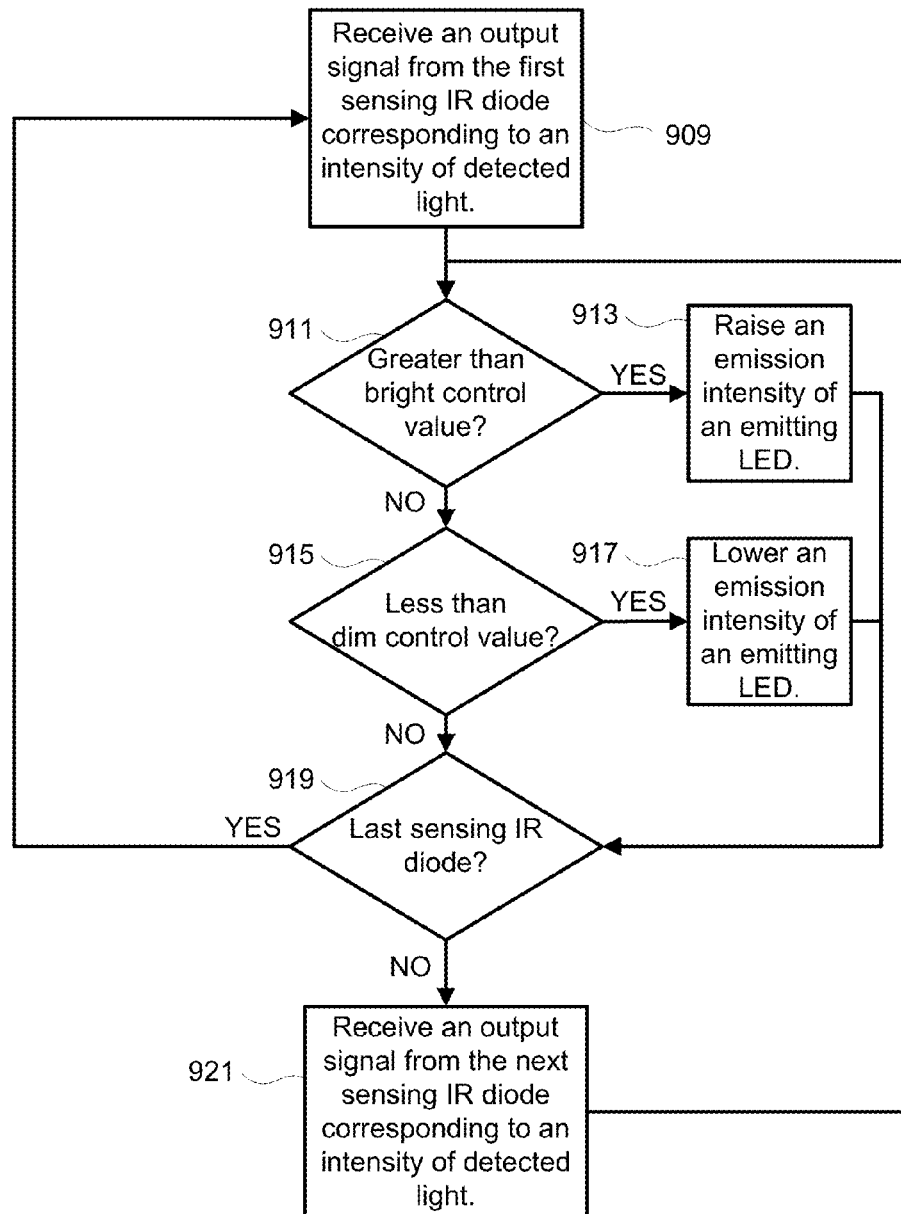 Receive an output
signal from the first
sensing IR diode
corresponding to an
intensity of detected
light.
909
911
Greater than
bright control
value?
YES
913
Raise an
emission
intensity of
an emitting
LED.
NO
915
Less than
dim control value?
YES
917
Lower an
emission
intensity of
an emitting
LED.
NO
919
Last sensing IR
diode?
YES
NO
921
Receive an output
signal from the next
sensing IR diode
corresponding to an
intensity of detected
light.